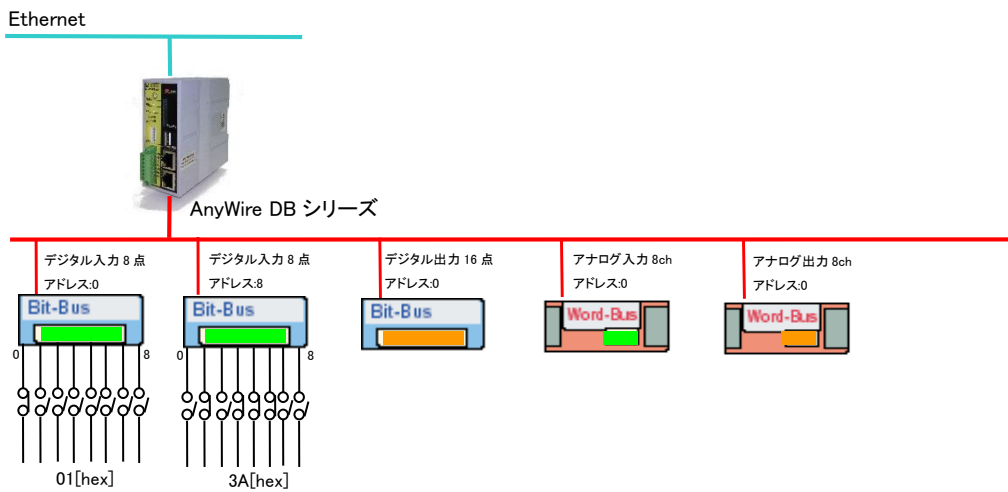 Ethernet
AnyWire DB シリーズ
デジタル入力 8 点
アドレス:0
デジタル入力 8 点
アドレス:8
デジタル出力 16 点
アドレス:0
アナログ入力 8ch
アドレス:0
アナログ出力 8ch
アドレス:0
Bit-Bus
Bit-Bus
Bit-Bus
Word-Bus
Word-Bus
0
8
0
8
01[hex]
3A[hex]